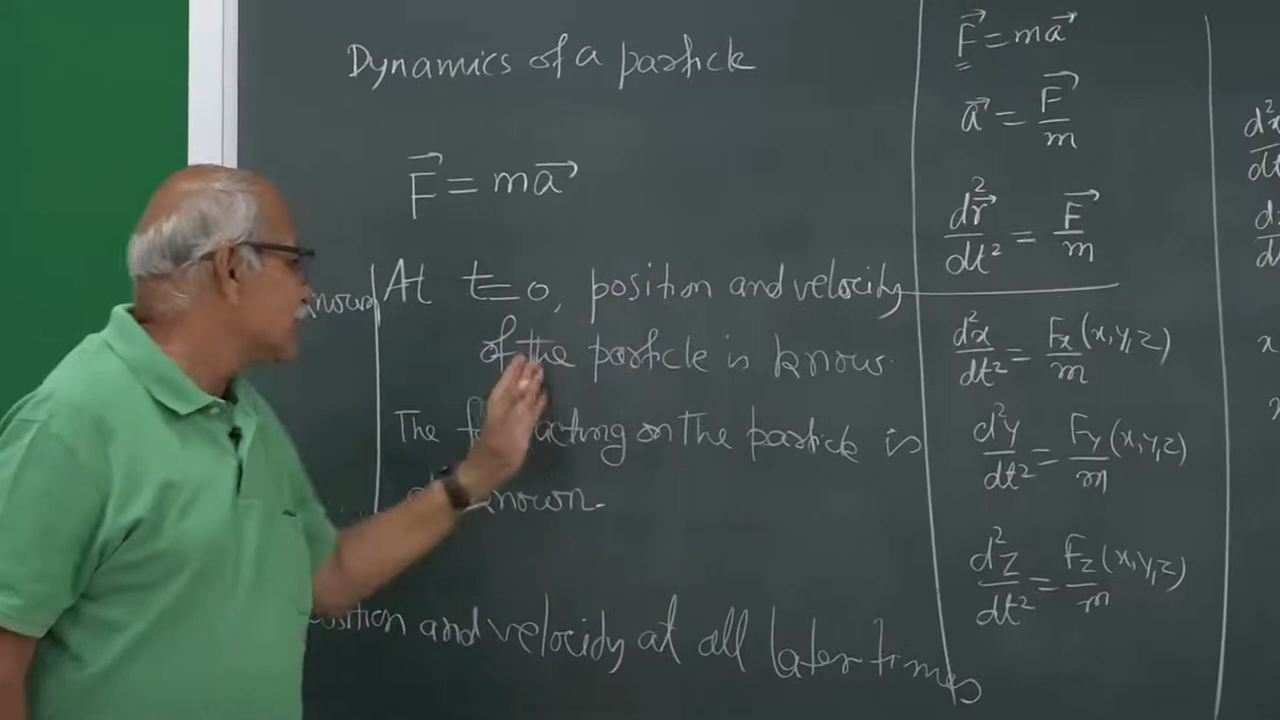 Dynamics of a particle
F⃗ = ma⃗
At t=0, position and velocity
of the particle is known.
The acting on the particle is
known.
position and velocity at all later times
F⃗ = ma⃗
a⃗ = F⃗/m
d²r⃗/dt² = F⃗/m
d²x/dt² = Fx/m (x,y,z)
d²y/dt² = Fy/m (x,y,z)
d²z/dt² = Fz/m (x,y,z)